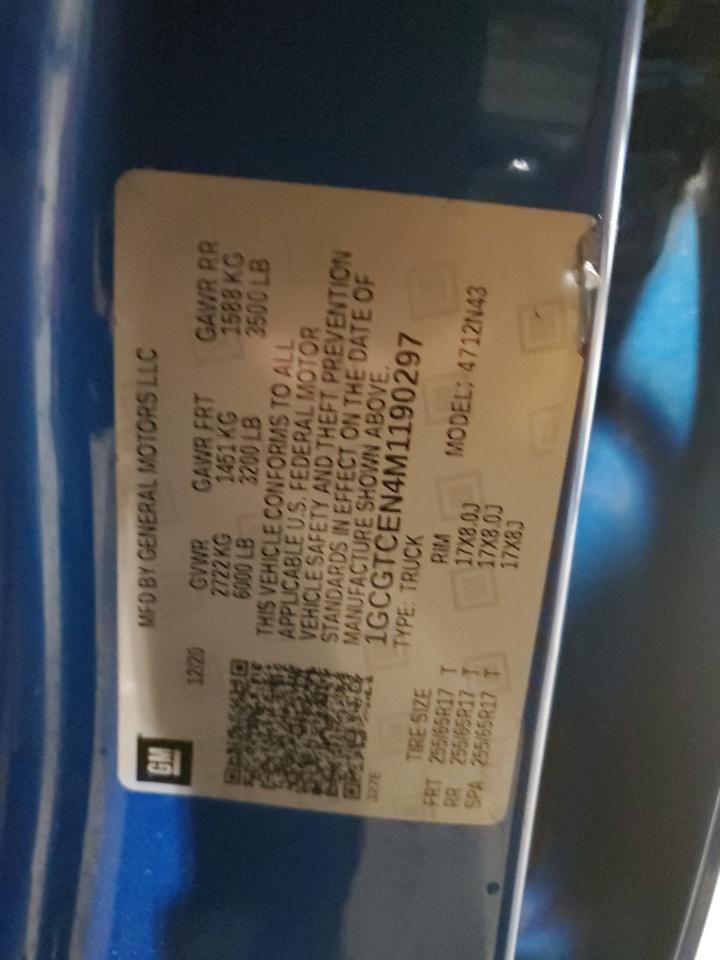 GM
MFD BY GENERAL MOTORS LLC
12/20
GVWR GAWR FRT GAWR RR
2722 KG 1451 KG 1588 KG
6000 LB 3200 LB 3500 LB
THIS VEHICLE CONFORMS TO ALL
APPLICABLE U.S. FEDERAL MOTOR
VEHICLE SAFETY AND THEFT PREVENTION
STANDARDS IN EFFECT ON THE DATE OF
MANUFACTURE SHOWN ABOVE.
1GCGTCEN4M1190297
TYPE: TRUCK MODEL: 4712N43
327E
TIRE SIZE RIM
FRT 255/65R17 T 17X8.0J
RR 255/65R17 T 17X8.0J
SPA 255/65R17 T 17X8J